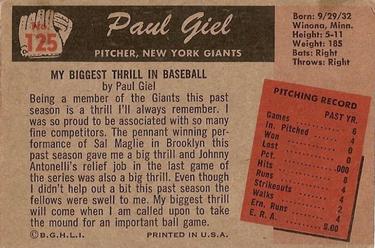 No.
125
Paul Giel
PITCHER, NEW YORK GIANTS
Born: 9/29/32
Winona, Minn.
Height: 5-11
Weight: 185
Bats: Right
Throws: Right
MY BIGGEST THRILL IN BASEBALL
by Paul Giel
Being a member of the Giants this past
season is a thrill I'll always remember. I
was so proud to be associated with so many
fine competitors. The pennant winning per-
formance of Sal Maglie in Brooklyn this
past season gave me a big thrill and Johnny
Antonelli's relief job in the last game of
the series was also a big thrill. Even though
I didn't help out a bit this past season the
fellows were swell to me. My biggest thrill
will come when I am called upon to take
the mound for an important ball game.
©B.G.H.L.I. PRINTED IN U.S.A.
PITCHING RECORD
PAST YR.
Games 6
In. Pitched 4
Won 0
Lost 0
Pct. .000
Hits 8
Runs 4
Strikeouts 4
Walks 2
Ern. Runs 4
E. R. A.